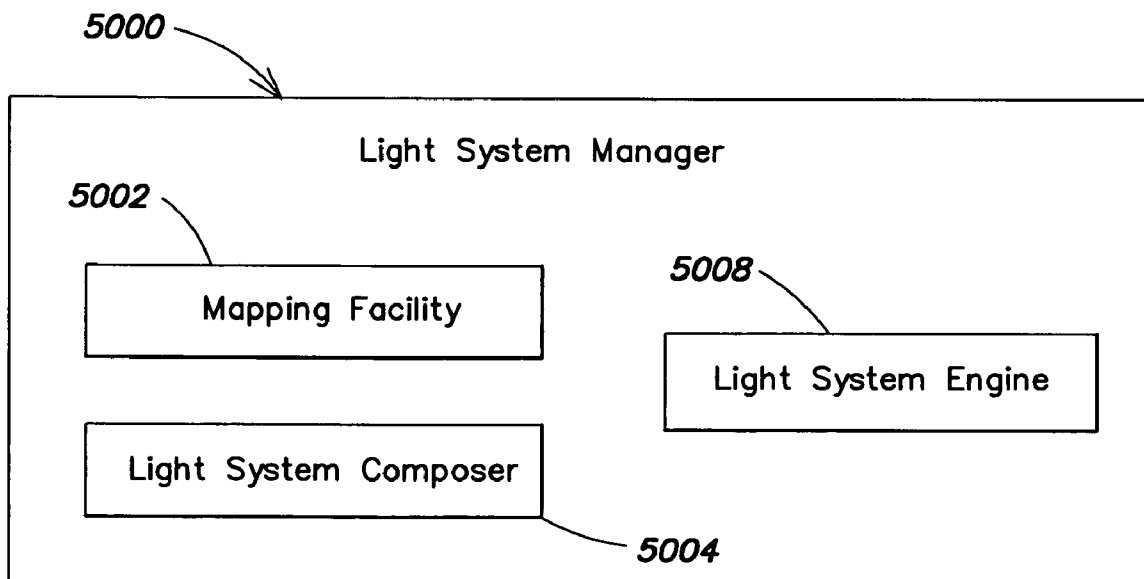 5000
Light System Manager
5002
Mapping Facility
5008
Light System Engine
Light System Composer
5004